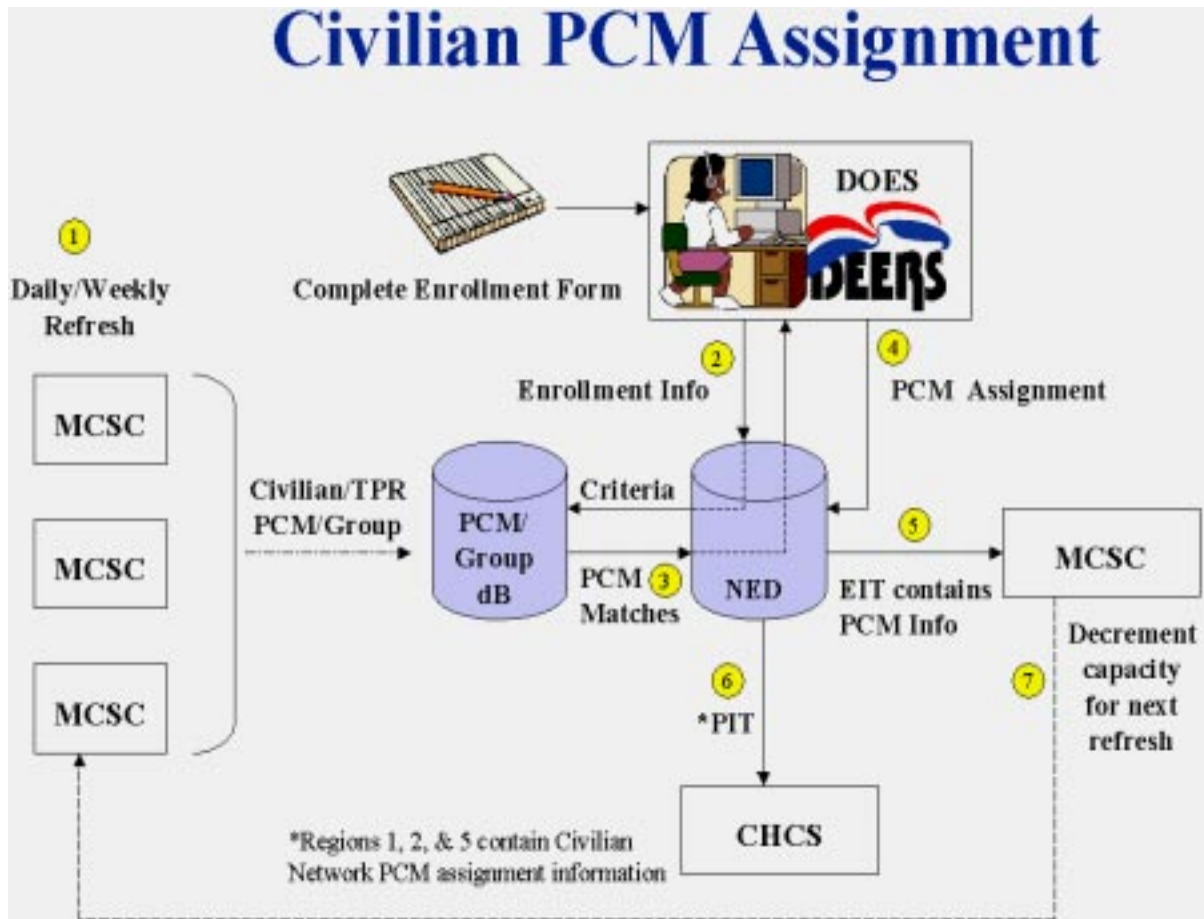 Civilian PCM Assignment
DOES
DEERS
Complete Enrollment Form
1
Daily/Weekly
Refresh
MCSC
MCSC
MCSC
Civilian/TPR
PCM/Group
2
Enrollment Info
4
PCM Assignment
Criteria
PCM/
Group
dB
PCM
Matches
3
NED
5
EIT contains
PCM Info
MCSC
6
*PIT
7
Decrement
capacity
for next
refresh
CHCS
*Regions 1, 2, & 5 contain Civilian
Network PCM assignment information